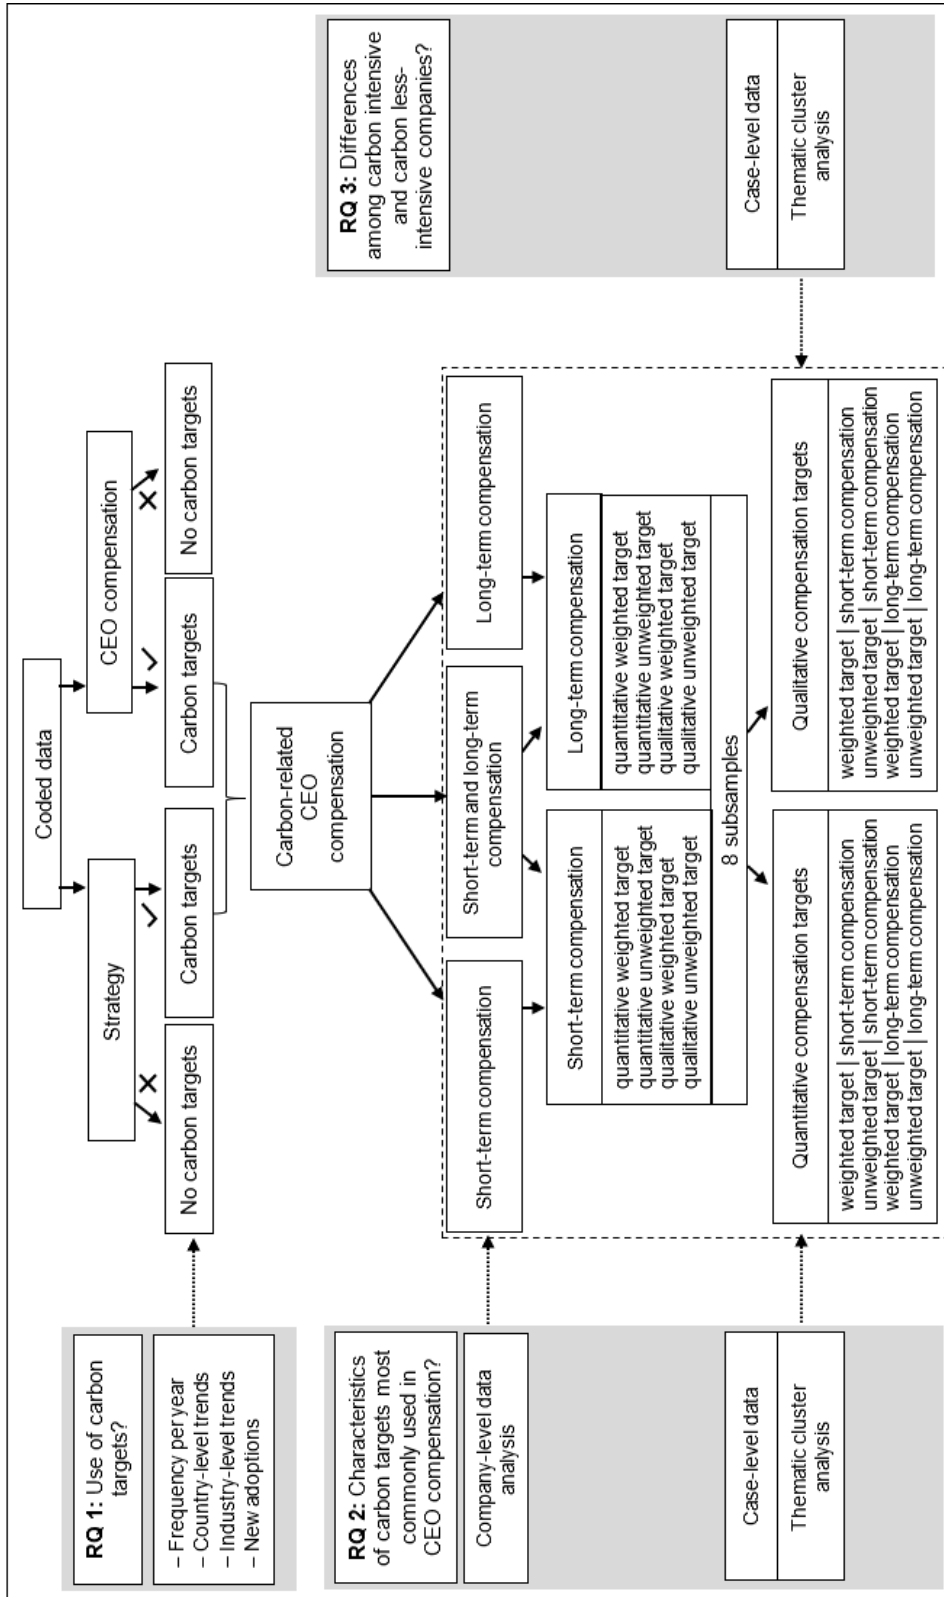 Coded data
Strategy
CEO compensation
No carbon targets
Carbon targets
Carbon targets
No carbon targets
RQ 1: Use of carbon
targets?
– Frequency per year
– Country-level trends
– Industry-level trends
– New adoptions
Carbon-related
CEO
compensation
RQ 2: Characteristics
of carbon targets most
commonly used in
CEO compensation?
Company-level data
analysis
Short-term compensation
Short-term and long-term
compensation
Long-term compensation
RQ 3: Differences
among carbon intensive
and carbon less-
intensive companies?
Short-term compensation
quantitative weighted target
quantitative unweighted target
qualitative weighted target
qualitative unweighted target
Long-term compensation
quantitative weighted target
quantitative unweighted target
qualitative weighted target
qualitative unweighted target
8 subsamples
Case-level data
Thematic cluster
analysis
Quantitative compensation targets
weighted target | short-term compensation
unweighted target | short-term compensation
weighted target | long-term compensation
unweighted target | long-term compensation
Qualitative compensation targets
weighted target | short-term compensation
unweighted target | short-term compensation
weighted target | long-term compensation
unweighted target | long-term compensation
Case-level data
Thematic cluster
analysis